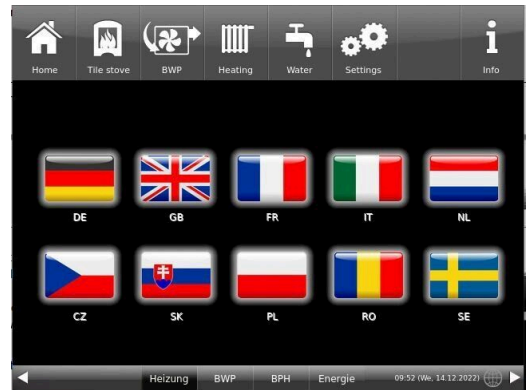 Home Tile stove BWP Heating Water Settings Info
DE GB FR IT NL
CZ SK PL RO SE
Heizung BWP BPH Energie 09:52 (We, 14.12.2022)